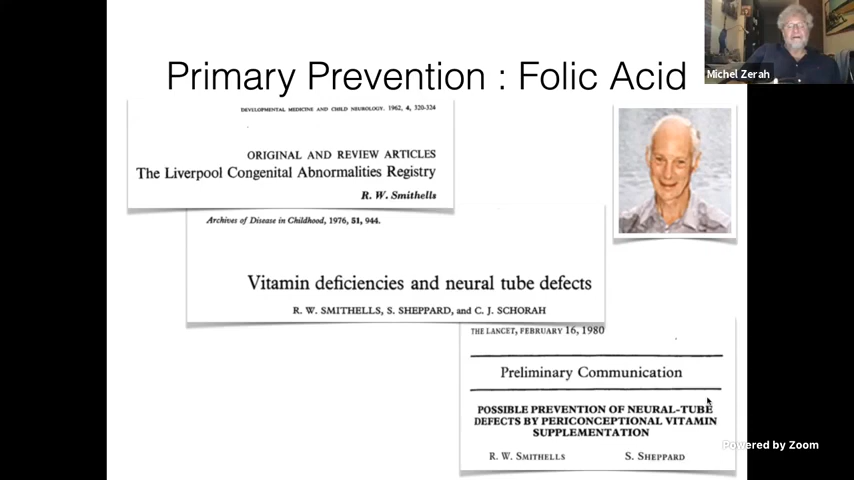 Michel Zerah
Primary Prevention : Folic Acid
DEVELOPMENTAL MEDICINE AND CHILD NEUROLOGY. 1962, 4, 320-324
ORIGINAL AND REVIEW ARTICLES
The Liverpool Congenital Abnormalities Registry
R. W. Smithells
Archives of Disease in Childhood, 1976, 51, 944.
Vitamin deficiencies and neural tube defects
R. W. SMITHELLS, S. SHEPPARD, and C. J. SCHORAH
THE LANCET, FEBRUARY 16, 1980
Preliminary Communication
POSSIBLE PREVENTION OF NEURAL-TUBE
DEFECTS BY PERICONCEPTIONAL VITAMIN
SUPPLEMENTATION
R. W. SMITHELLS S. SHEPPARD
Powered by Zoom